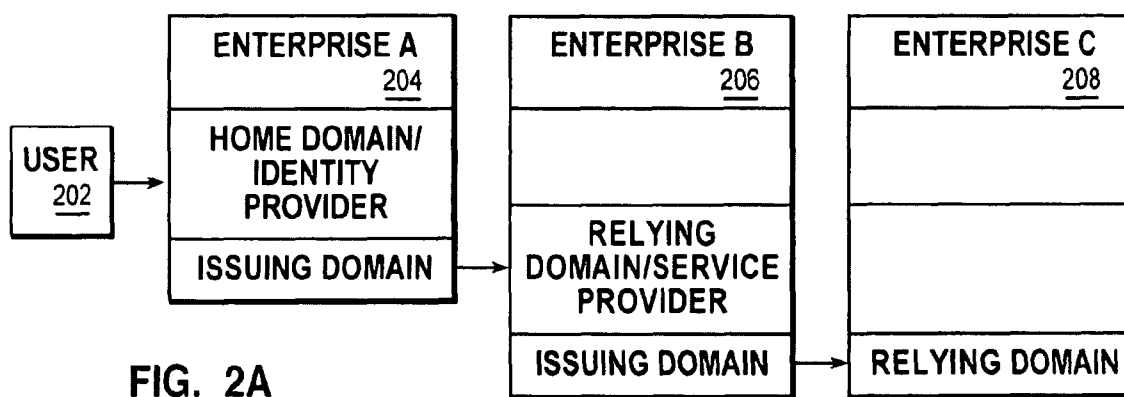 USER
202
ENTERPRISE A
204
HOME DOMAIN/
IDENTITY
PROVIDER
ISSUING DOMAIN
ENTERPRISE B
206
RELYING
DOMAIN/SERVICE
PROVIDER
ISSUING DOMAIN
ENTERPRISE C
208
RELYING DOMAIN
FIG. 2A